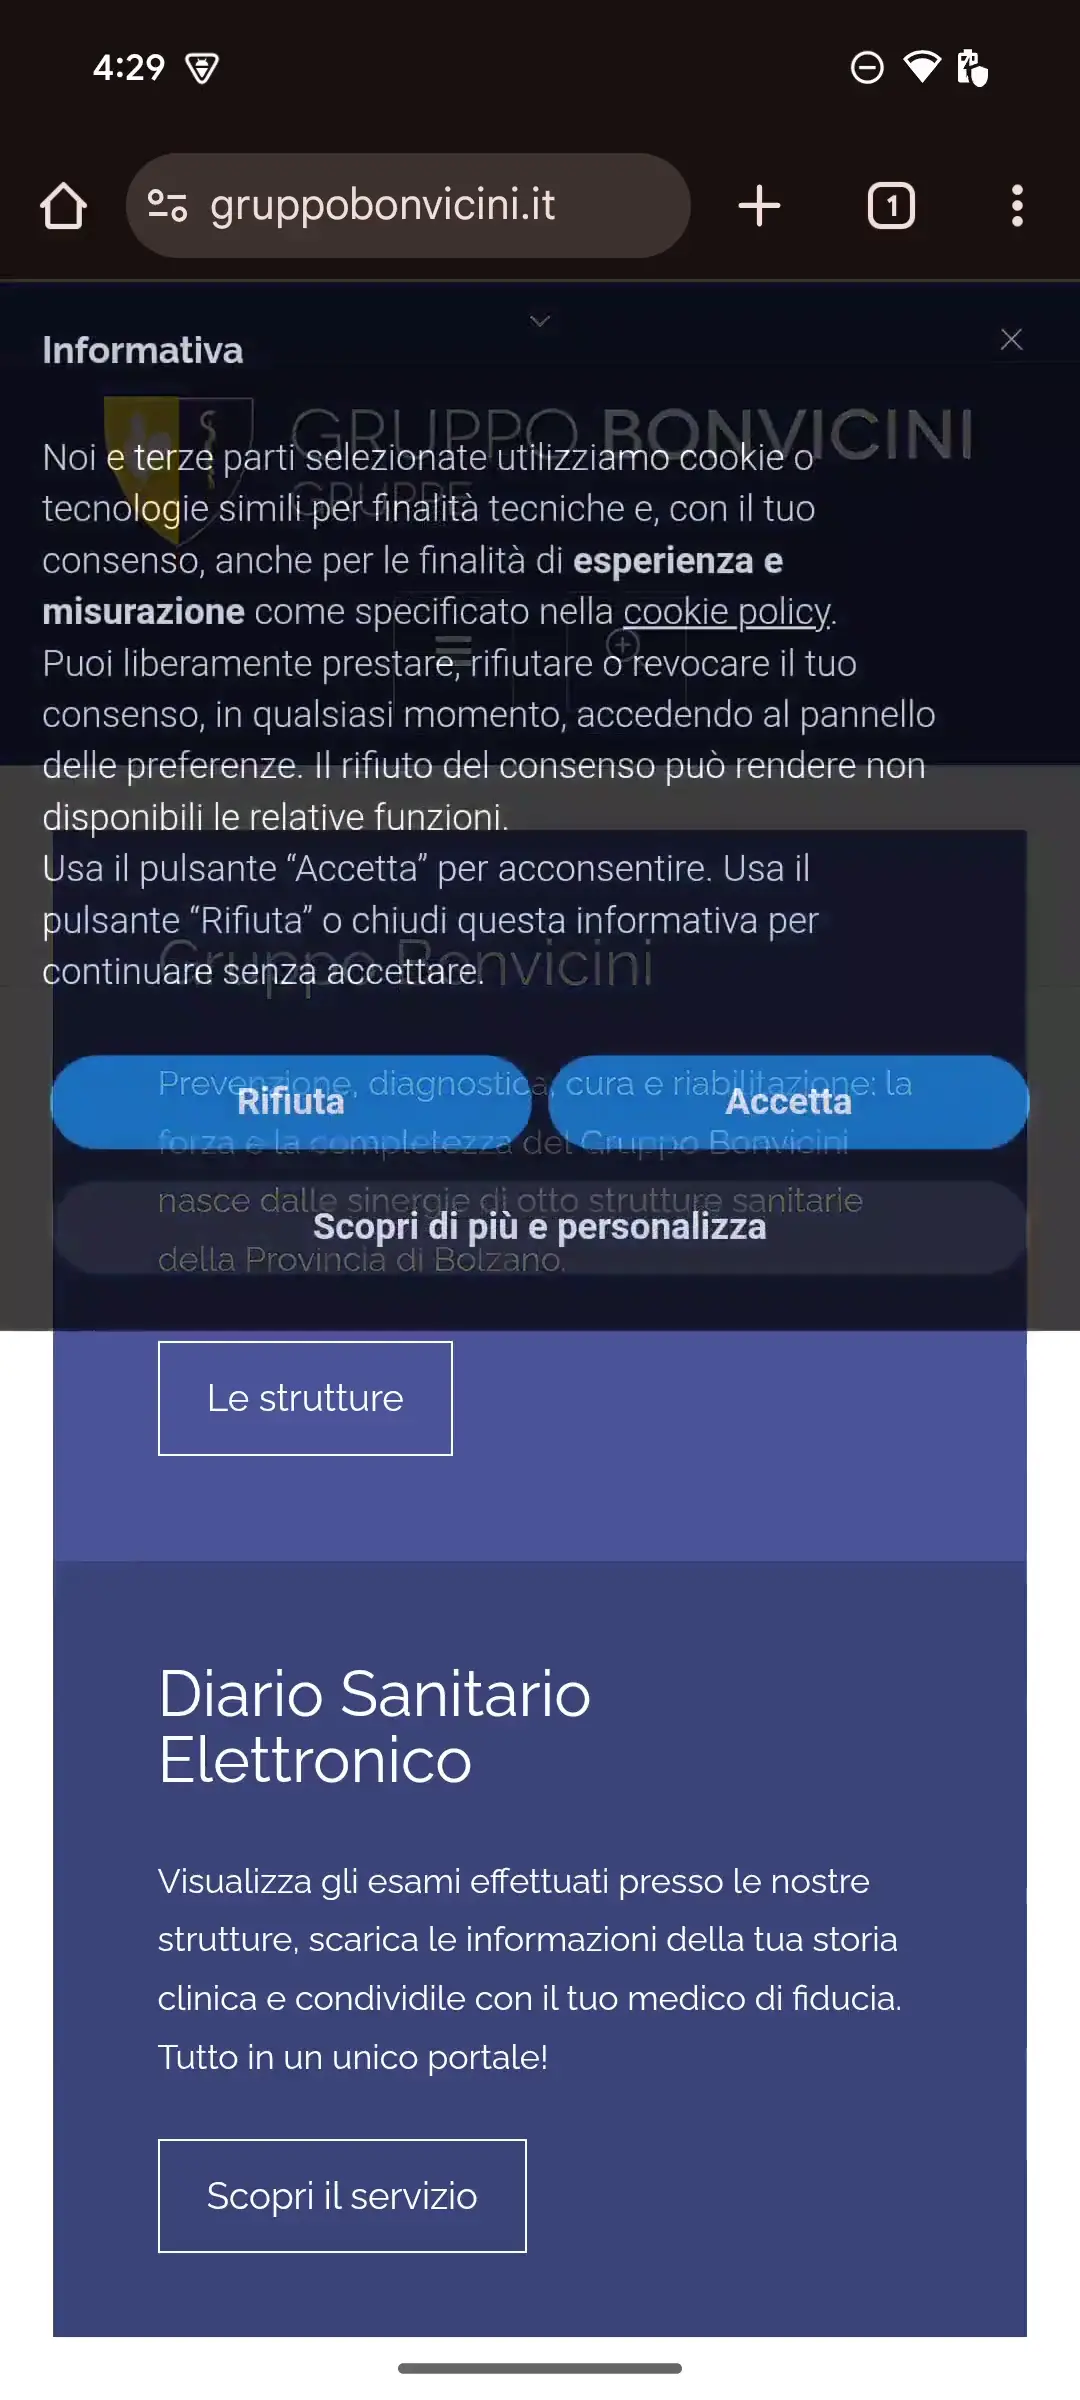 4:29
gruppobonvicini.it
1
Informativa
GRUPPO BONVICINI
GRUPPE
Noi e terze parti selezionate utilizziamo cookie o
tecnologie simili per finalità tecniche e, con il tuo
consenso, anche per le finalità di esperienza e
misurazione come specificato nella cookie policy.
Puoi liberamente prestare, rifiutare o revocare il tuo
consenso, in qualsiasi momento, accedendo al pannello
delle preferenze. Il rifiuto del consenso può rendere non
disponibili le relative funzioni.
Usa il pulsante “Accetta” per acconsentire. Usa il
pulsante “Rifiuta” o chiudi questa informativa per
continuare senza accettare.
Gruppo Bonvicini
Rifiuta
Accetta
Prevenzione, diagnostica, cura e riabilitazione: la
forza e la completezza del Gruppo Bonvicini
nasce dalle sinergie di otto strutture sanitarie
della Provincia di Bolzano.
Scopri di più e personalizza
Le strutture
Diario Sanitario
Elettronico
Visualizza gli esami effettuati presso le nostre
strutture, scarica le informazioni della tua storia
clinica e condividile con il tuo medico di fiducia.
Tutto in un unico portale!
Scopri il servizio